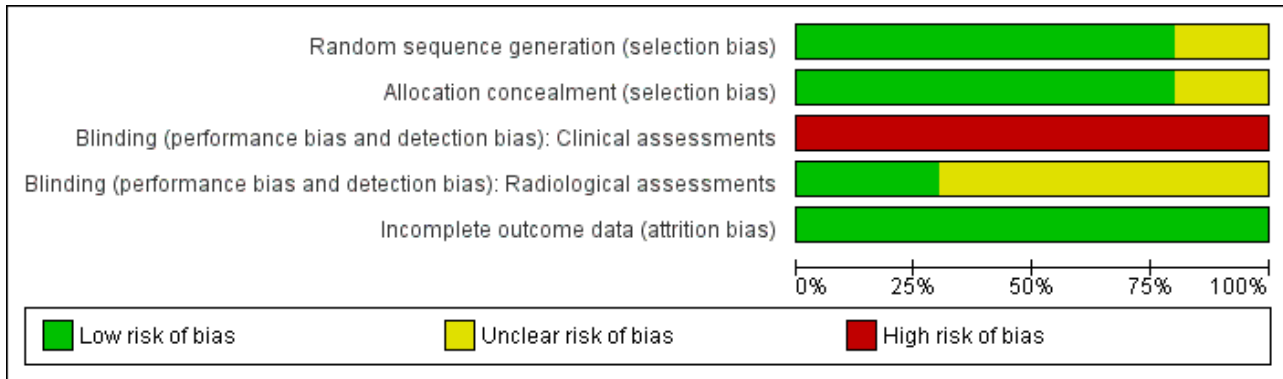 Random sequence generation (selection bias)
Allocation concealment (selection bias)
Blinding (performance bias and detection bias): Clinical assessments
Blinding (performance bias and detection bias): Radiological assessments
Incomplete outcome data (attrition bias)
0% 25% 50% 75% 100%
Low risk of bias Unclear risk of bias High risk of bias